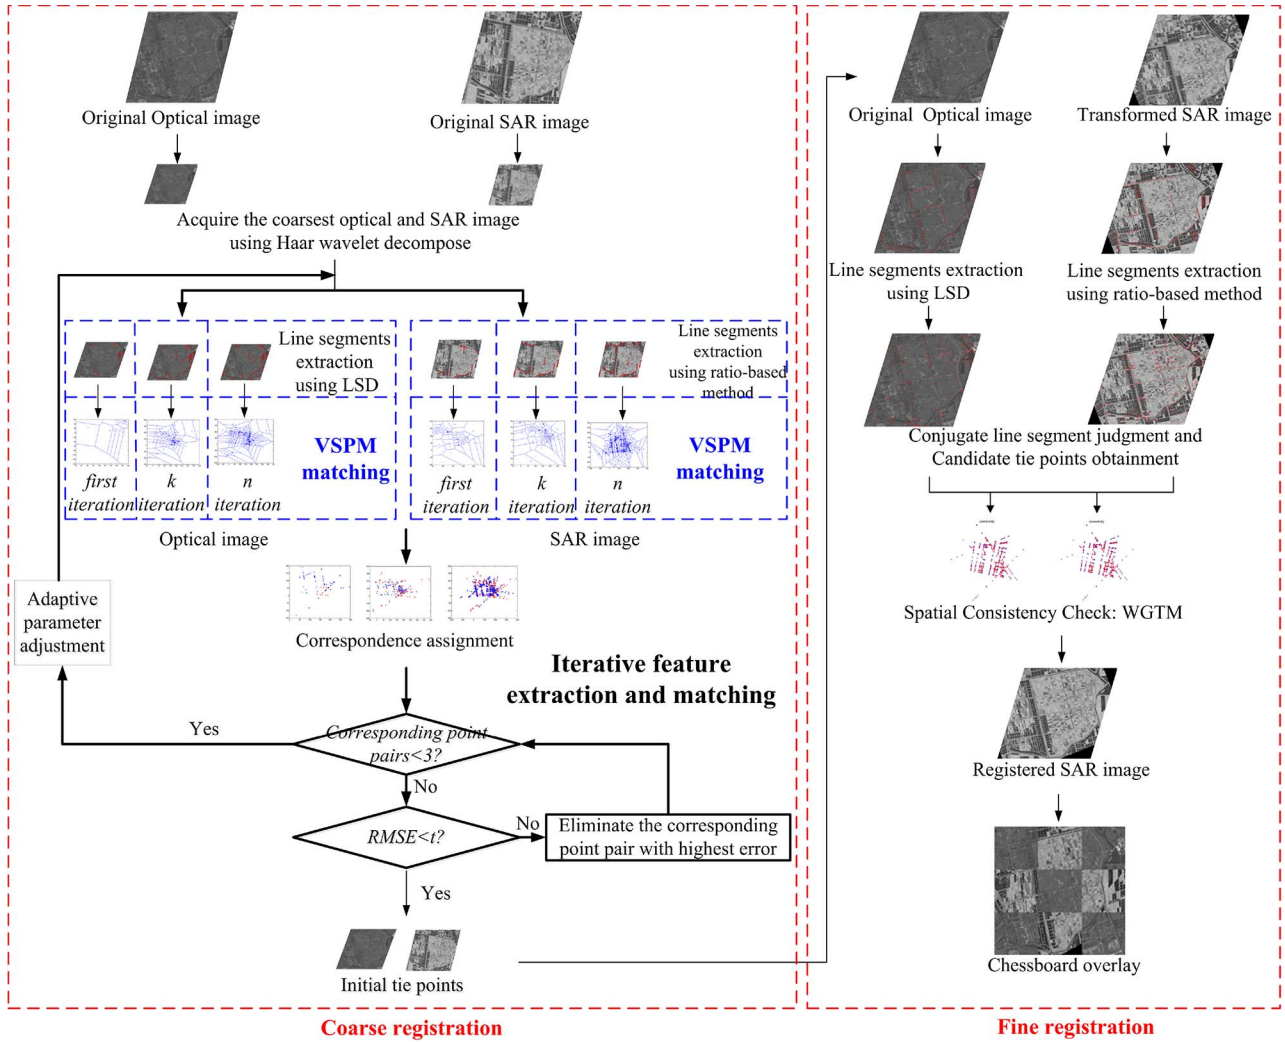 Original Optical image
Original SAR image
Acquire the coarsest optical and SAR image
using Haar wavelet decompose
Line segments
extraction
using LSD
Line segments
extraction
using ratio-based
method
VSPM
matching
VSPM
matching
first
iteration
k
iteration
n
iteration
first
iteration
k
iteration
n
iteration
Optical image
SAR image
Correspondence assignment
Adaptive
parameter
adjustment
Iterative feature
extraction and matching
Yes
Corresponding point
pairs<3?
No
RMSE<t?
No
Eliminate the corresponding
point pair with highest error
Yes
Initial tie points
Coarse registration
Original Optical image
Transformed SAR image
Line segments extraction
using LSD
Line segments extraction
using ratio-based method
Conjugate line segment judgment and
Candidate tie points obtainment
Spatial Consistency Check: WGTM
Registered SAR image
Chessboard overlay
Fine registration